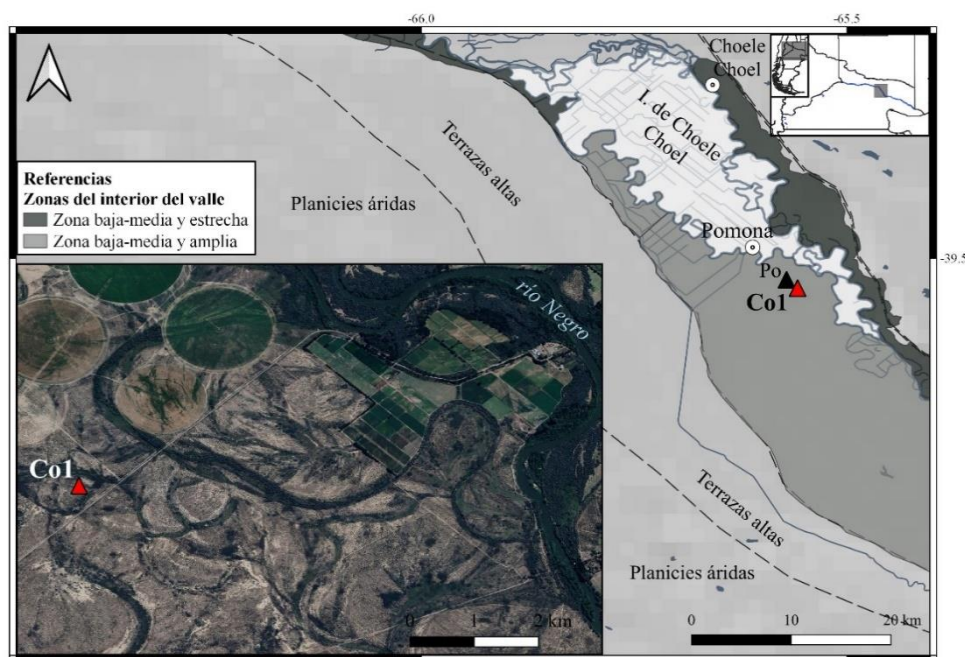 -66.0
-65.5
Choele
Choel
I. de Choele
Choel
Terrazas altas
Planicies áridas
Referencias
Zonas del interior del valle
Zona baja-media y estrecha
Zona baja-media y amplia
Pomona
-39.5
Po
Co1
río Negro
Co1
Terrazas altas
Planicies áridas
0 1 2 km
0 10 20 km